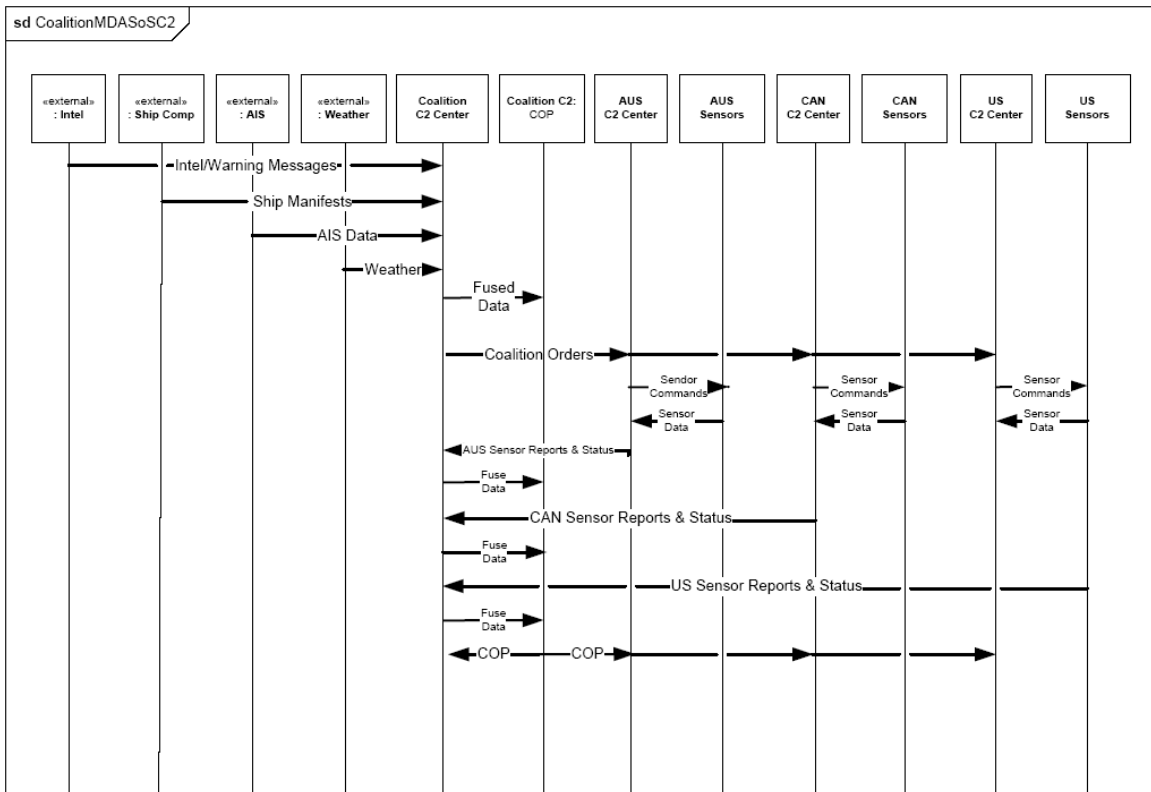 sd CoalitionMDASoSC2
«external»
: Intel
«external»
: Ship Comp
«external»
: AIS
«external»
: Weather
Coalition
C2 Center
Coalition C2:
COP
AUS
C2 Center
AUS
Sensors
CAN
C2 Center
CAN
Sensors
US
C2 Center
US
Sensors
Intel/Warning Messages
Ship Manifests
AIS Data
Weather
Fused
Data
Coalition Orders
Sendor
Commands
Sensor
Commands
Sensor
Commands
Sensor
Data
Sensor
Data
Sensor
Data
AUS Sensor Reports & Status
Fuse
Data
CAN Sensor Reports & Status
Fuse
Data
US Sensor Reports & Status
Fuse
Data
COP
COP